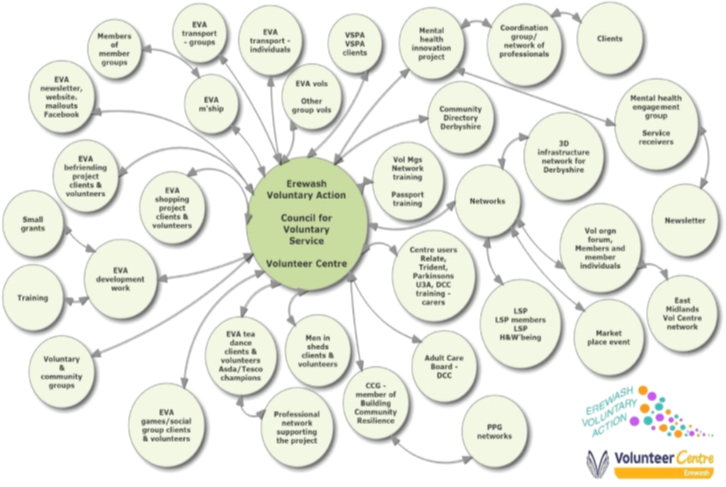 Members
of
member
groups
EVA
transport
- groups
EVA
transport -
individuals
VSPA
VSPA
clients
Mental
health
innovation
project
Coordination
group/
network of
professionals
Clients
EVA
newsletter,
website.
mailouts
Facebook
EVA
m'ship
EVA vols
Other
group vols
Community
Directory
Derbyshire
Mental health
engagement
group
Service
receivers
EVA
befriending
project
clients &
volunteers
EVA
shopping
project
clients &
volunteers
Erewash
Voluntary Action
Council for
Voluntary
Service
Volunteer Centre
Vol Mgs
Network
training
Passport
training
Networks
3D
infrastructure
network for
Derbyshire
Newsletter
Small
grants
EVA
development
work
Training
Centre users
Relate,
Trident,
Parkinsons
U3A, DCC
training -
carers
Vol orgn
forum,
Members and
member
individuals
LSP
LSP members
LSP
H&W'being
Market
place event
East
Midlands
Vol Centre
network
Voluntary
&
community
groups
EVA tea
dance
clients &
volunteers
Asda/Tesco
champions
Men in
sheds
clients &
volunteers
Adult Care
Board -
DCC
EVA
games/social
group clients
& volunteers
Professional
network
supporting
the project
CCG -
member of
Building
Community
Resilience
PPG
networks
EREWASH
VOLUNTARY
ACTION
Volunteer Centre
Erewash